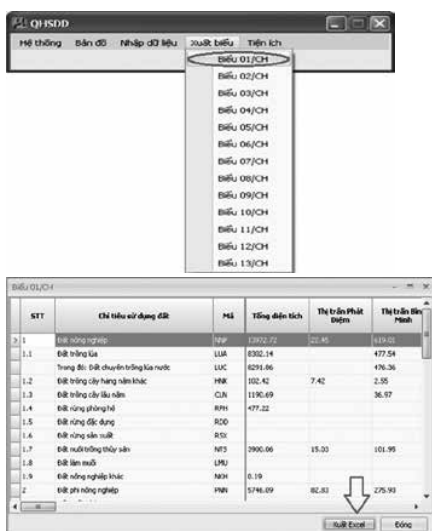 QHSDD
Hệ thống Bản đồ Nhập dữ liệu Xuất biểu Tiện ích
Biểu 01/CH
Biểu 02/CH
Biểu 03/CH
Biểu 04/CH
Biểu 05/CH
Biểu 06/CH
Biểu 07/CH
Biểu 08/CH
Biểu 09/CH
Biểu 10/CH
Biểu 11/CH
Biểu 12/CH
Biểu 13/CH
Biểu 01/CH
STT Chỉ tiêu sử dụng đất Mã Tổng diện tích Thị trấn Phát Diệm Thị trấn Bình Minh
1 Đất nông nghiệp NNP 13972.72 22.45 619.01
1.1 Đất trồng lúa LUA 8302.14 477.54
Trong đó: Đất chuyên trồng lúa nước LUC 8291.86 476.36
1.2 Đất trồng cây hàng năm khác HNK 102.42 7.42 2.55
1.3 Đất trồng cây lâu năm CLN 1190.69 36.97
1.4 Đất rừng phòng hộ RPH 477.22
1.5 Đất rừng đặc dụng RDD
1.6 Đất rừng sản xuất RSX
1.7 Đất nuôi trồng thủy sản NTS 3900.06 15.03 101.95
1.8 Đất làm muối LMU
1.9 Đất nông nghiệp khác NKH 0.19
2 Đất phi nông nghiệp PNN 5746.09 82.83 275.93
Xuất Excel Đóng